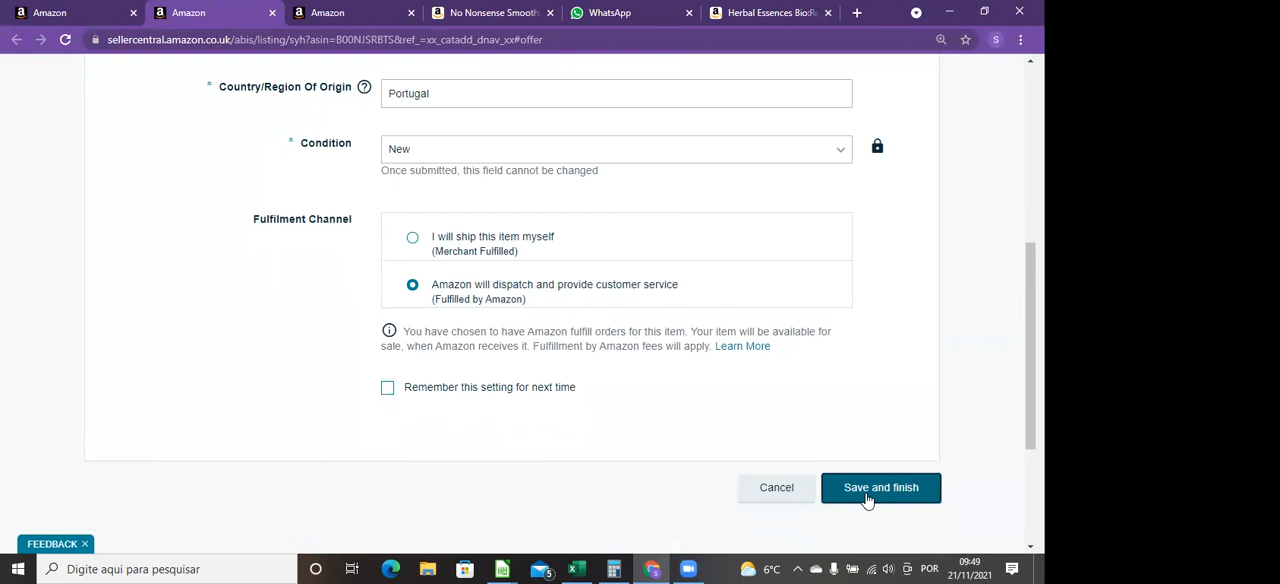 Amazon
Amazon
Amazon
No Nonsense Smooth
WhatsApp
Herbal Essences Bio:Re
sellercentral.amazon.co.uk/abis/listing/syh?asin=B00NJSRBTS&ref_=xx_catadd_dnav_xx#offer
S
* Country/Region Of Origin ?
Portugal
* Condition
New
Once submitted, this field cannot be changed
Fulfilment Channel
I will ship this item myself
(Merchant Fulfilled)
Amazon will dispatch and provide customer service
(Fulfilled by Amazon)
You have chosen to have Amazon fulfill orders for this item. Your item will be available for
sale, when Amazon receives it. Fulfillment by Amazon fees will apply. Learn More
Remember this setting for next time
Cancel
Save and finish
FEEDBACK
Digite aqui para pesquisar
5
6°C
POR
09:49
21/11/2021